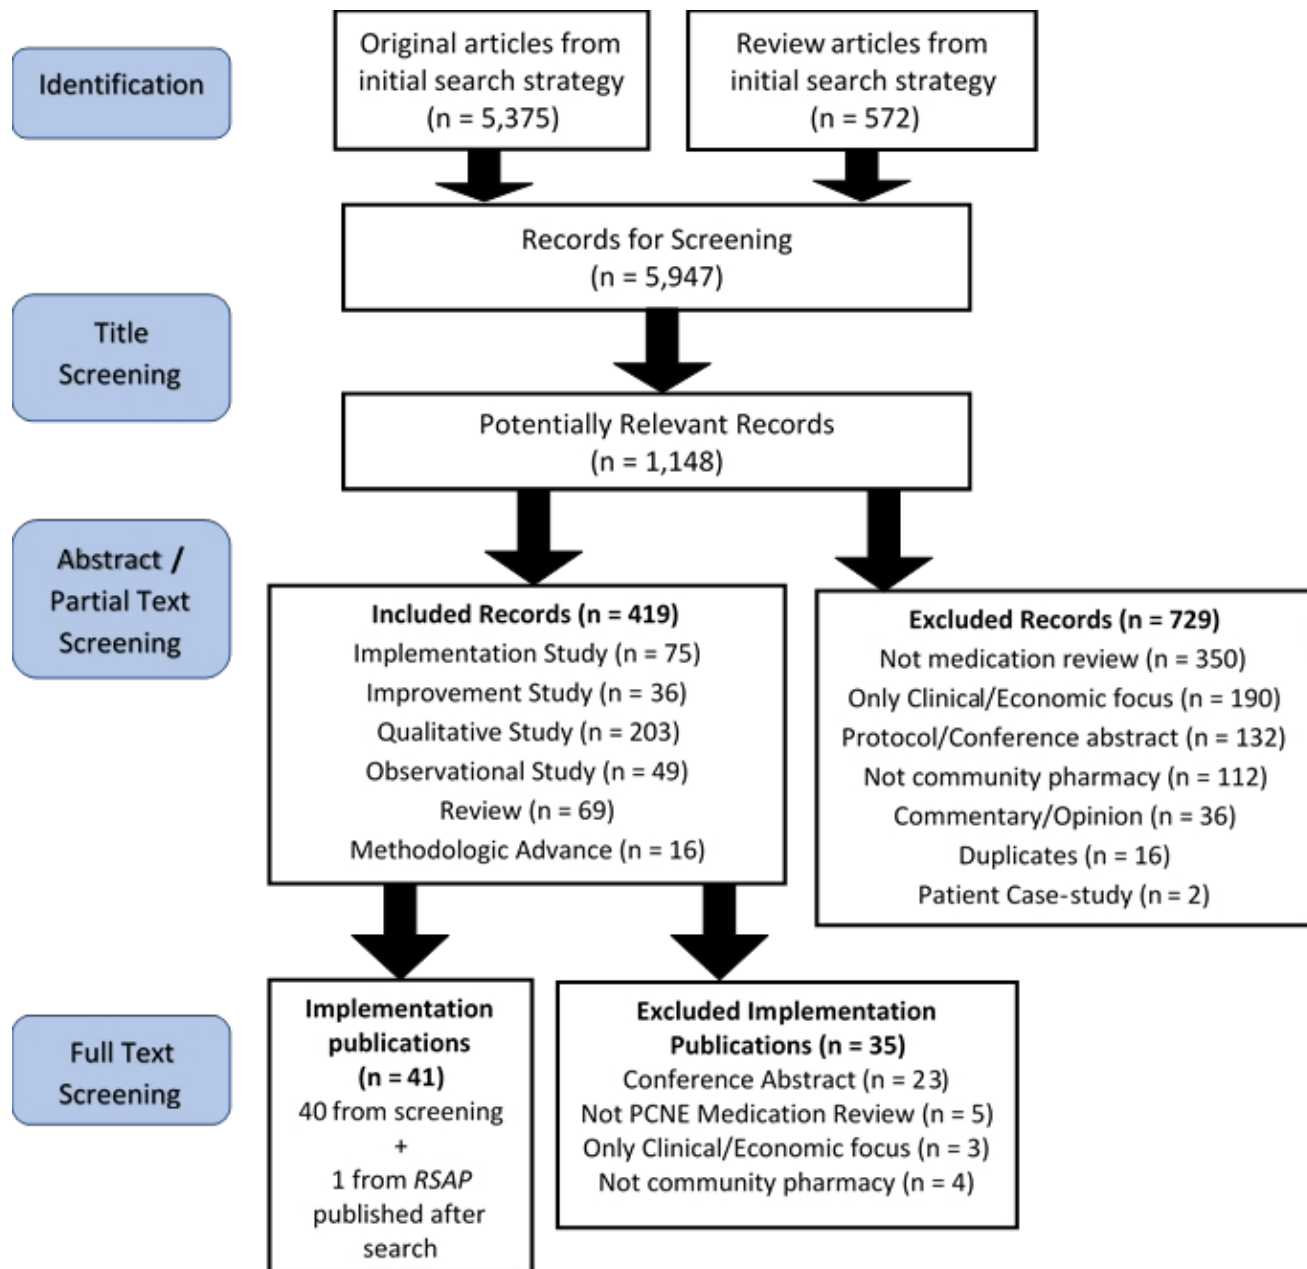 Identification
Original articles from
initial search strategy
(n = 5,375)
Review articles from
initial search strategy
(n = 572)
Records for Screening
(n = 5,947)
Title
Screening
Potentially Relevant Records
(n = 1,148)
Abstract /
Partial Text
Screening
Included Records (n = 419)
Implementation Study (n = 75)
Improvement Study (n = 36)
Qualitative Study (n = 203)
Observational Study (n = 49)
Review (n = 69)
Methodologic Advance (n = 16)
Excluded Records (n = 729)
Not medication review (n = 350)
Only Clinical/Economic focus (n = 190)
Protocol/Conference abstract (n = 132)
Not community pharmacy (n = 112)
Commentary/Opinion (n = 36)
Duplicates (n = 16)
Patient Case-study (n = 2)
Full Text
Screening
Implementation
publications
(n = 41)
40 from screening
+
1 from RSAP
published after
search
Excluded Implementation
Publications (n = 35)
Conference Abstract (n = 23)
Not PCNE Medication Review (n = 5)
Only Clinical/Economic focus (n = 3)
Not community pharmacy (n = 4)